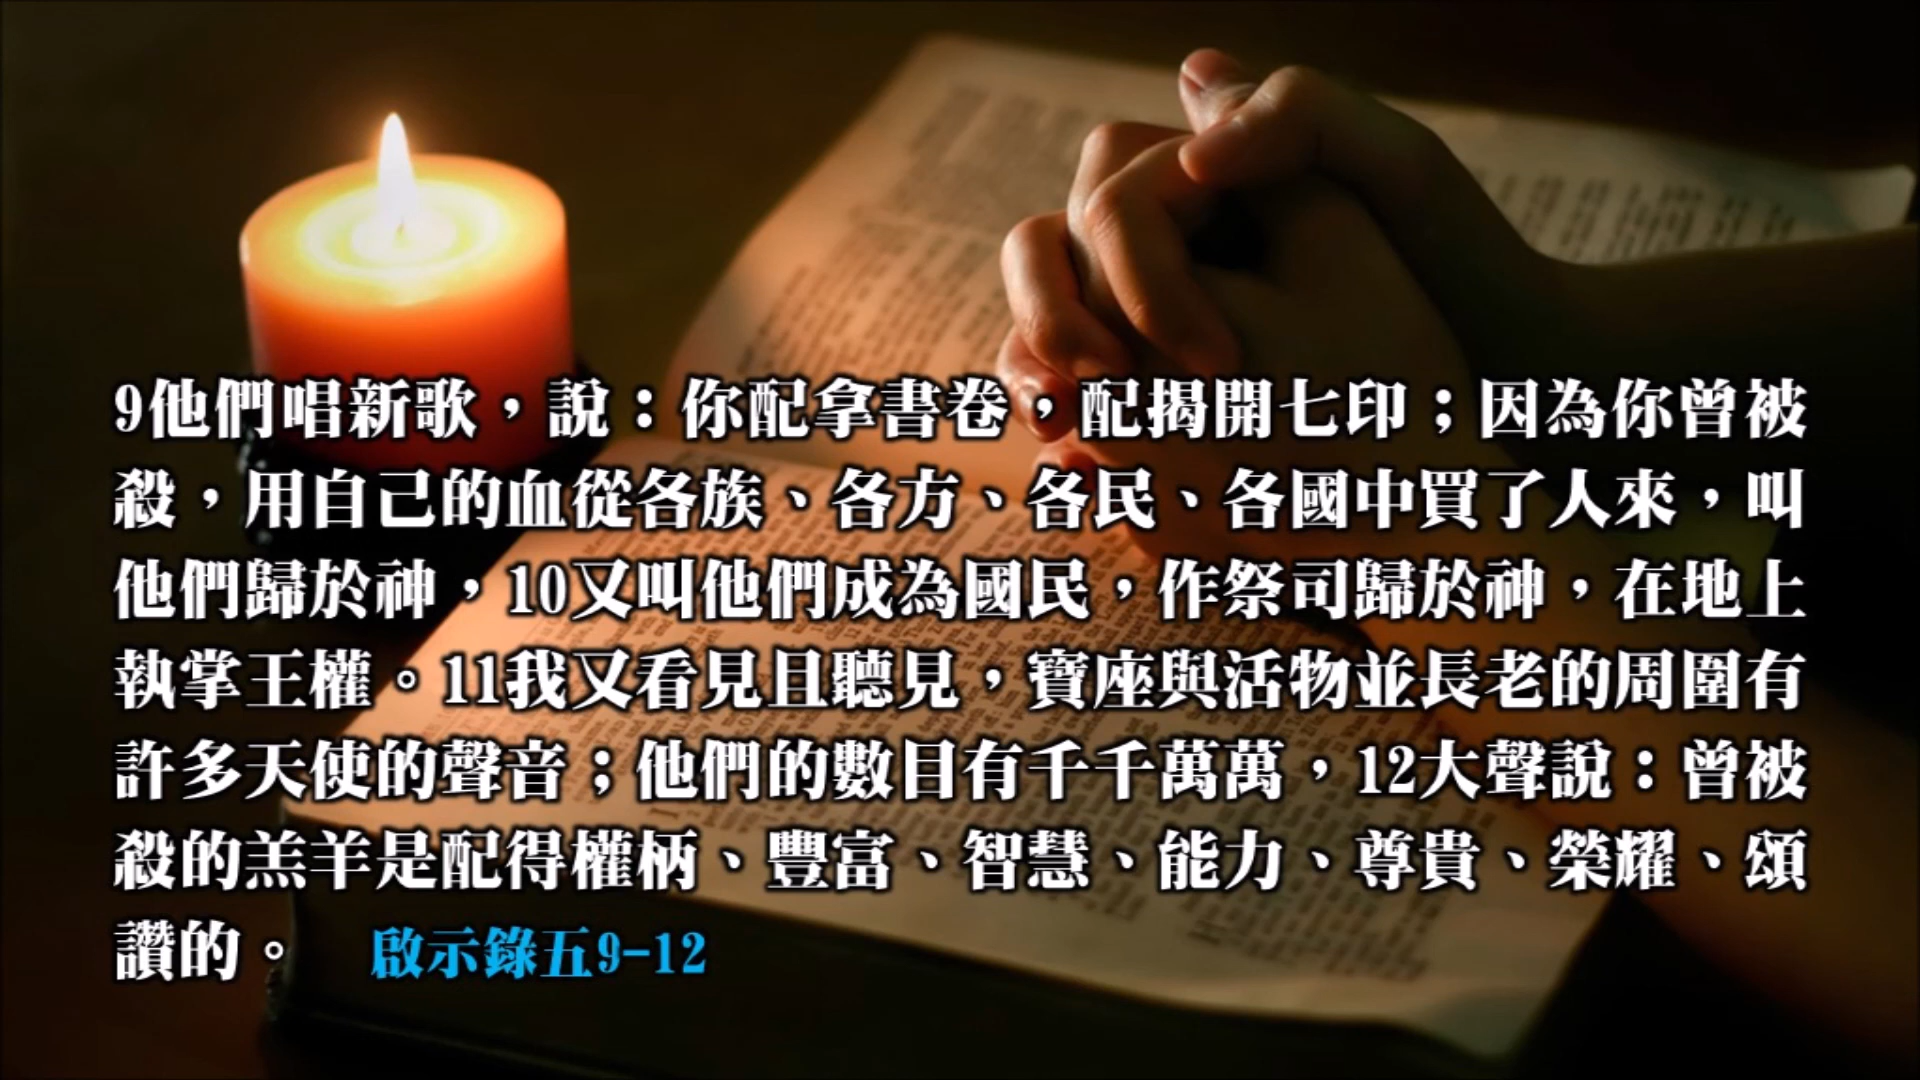 9他們唱新歌，說：你配拿書卷，配揭開七印；因為你曾被
殺，用自己的血從各族、各方、各民、各國中買了人來，叫
他們歸於神，10又叫他們成為國民，作祭司歸於神，在地上
執掌王權。11我又看見且聽見，寶座與活物並長老的周圍有
許多天使的聲音；他們的數目有千千萬萬，12大聲說：曾被
殺的羔羊是配得權柄、豐富、智慧、能力、尊貴、榮耀、頌
讚的。 啟示錄五9-12